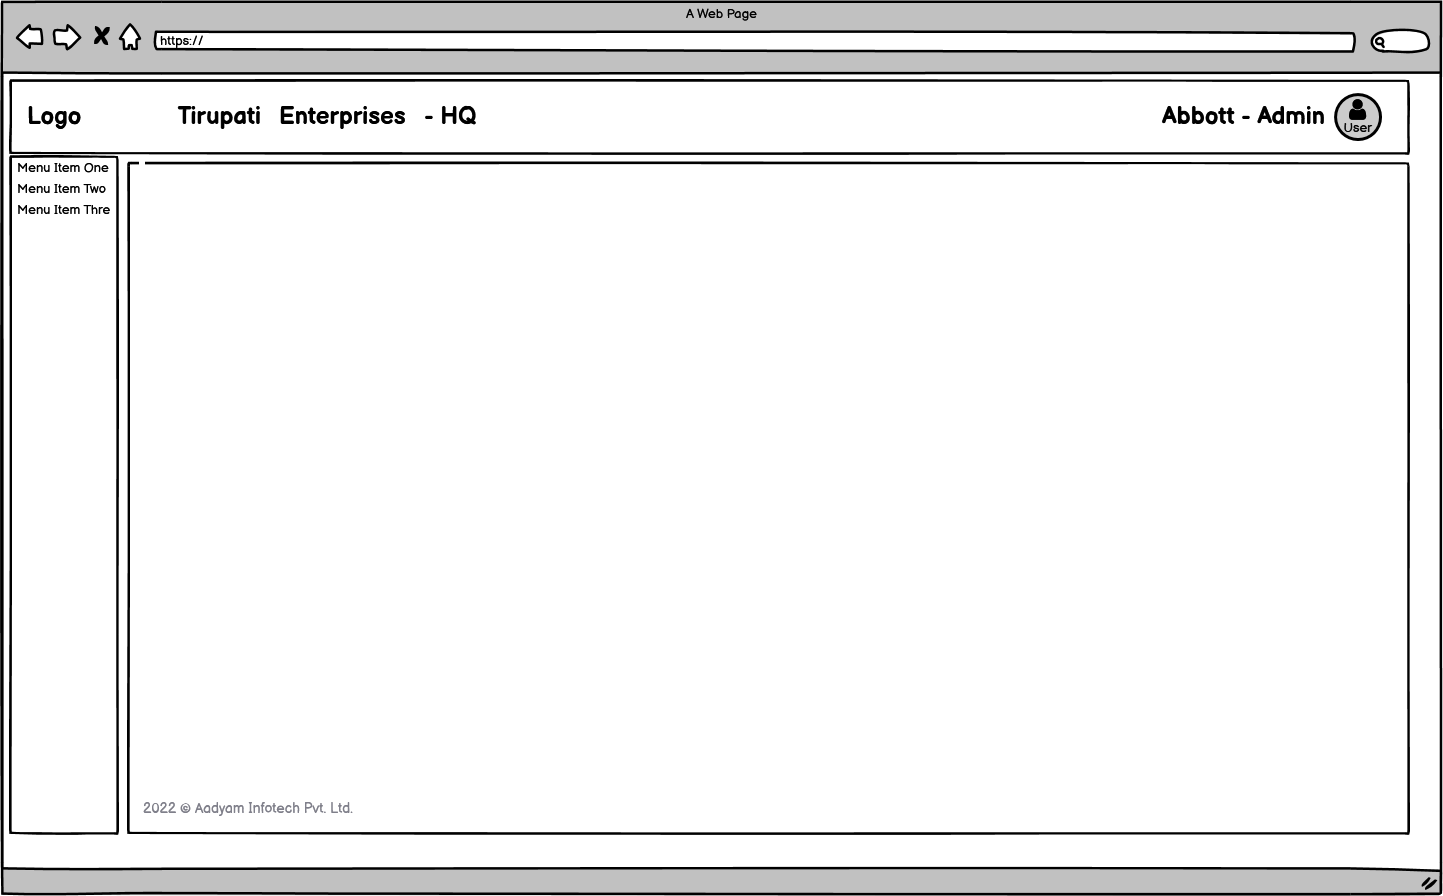 A Web Page
https://
Logo
Tirupati Enterprises - HQ
Abbott - Admin
User
Menu Item One
Menu Item Two
Menu Item Thre
2022 © Aadyam Infotech Pvt. Ltd.